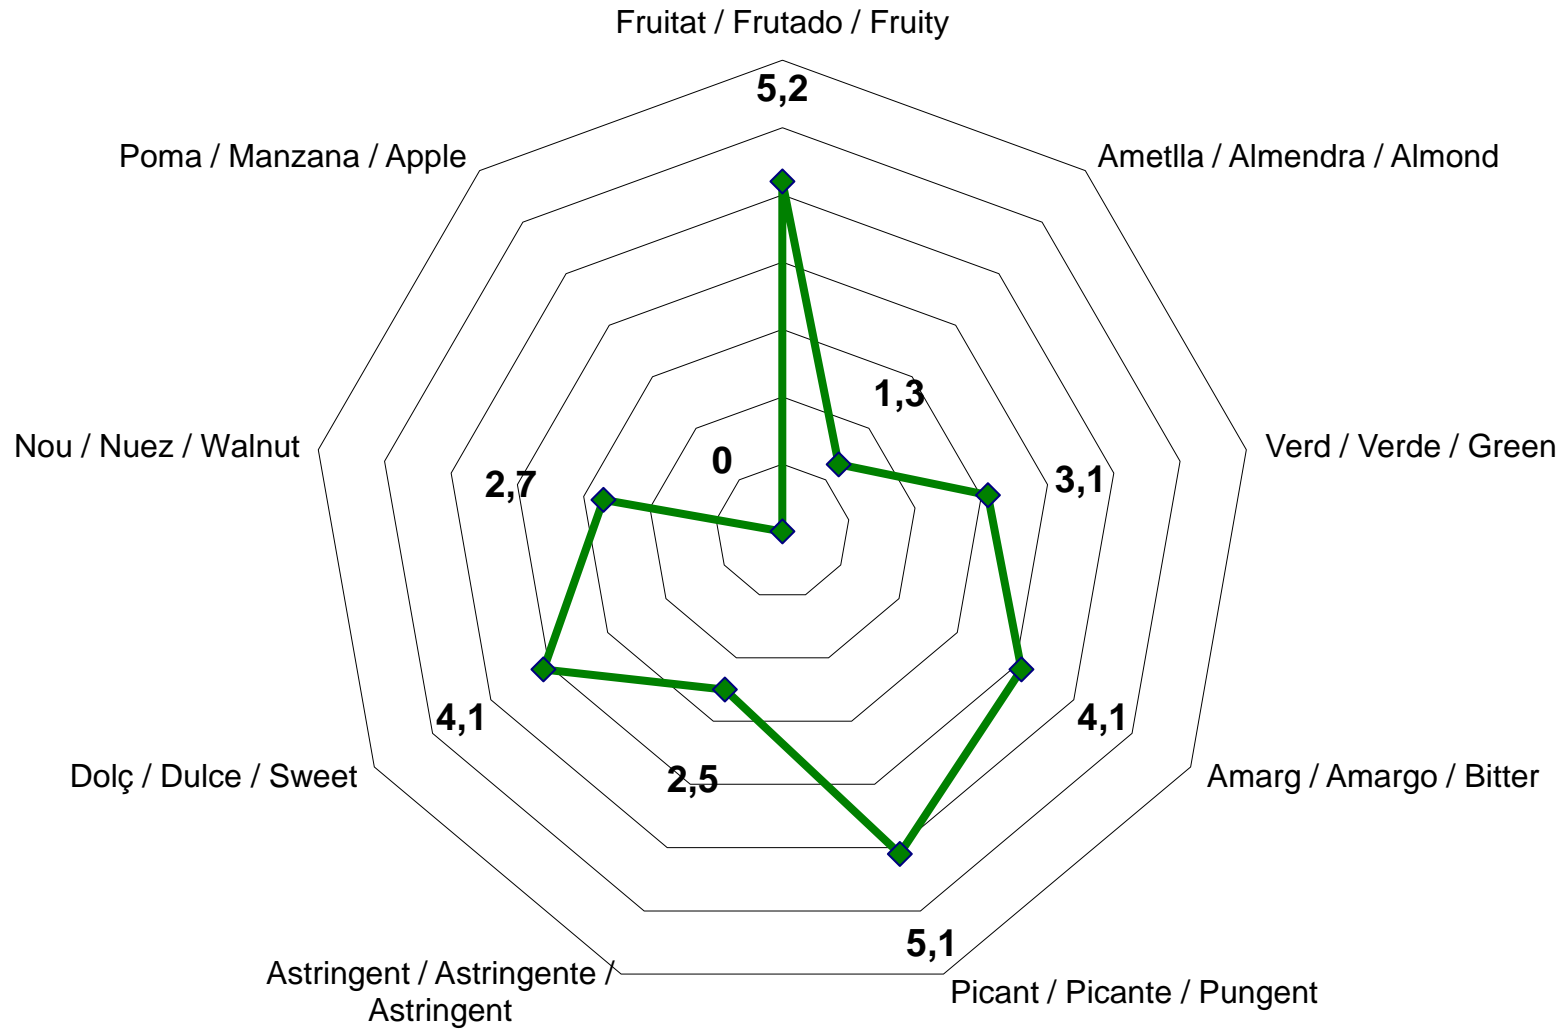 Fruitat / Frutado / Fruity
5,2
Poma / Manzana / Apple
Ametlla / Almendra / Almond
1,3
Nou / Nuez / Walnut
Verd / Verde / Green
0
2,7
3,1
4,1
4,1
Dolç / Dulce / Sweet
Amarg / Amargo / Bitter
2,5
5,1
Astringent / Astringente /
Astringent
Picant / Picante / Pungent